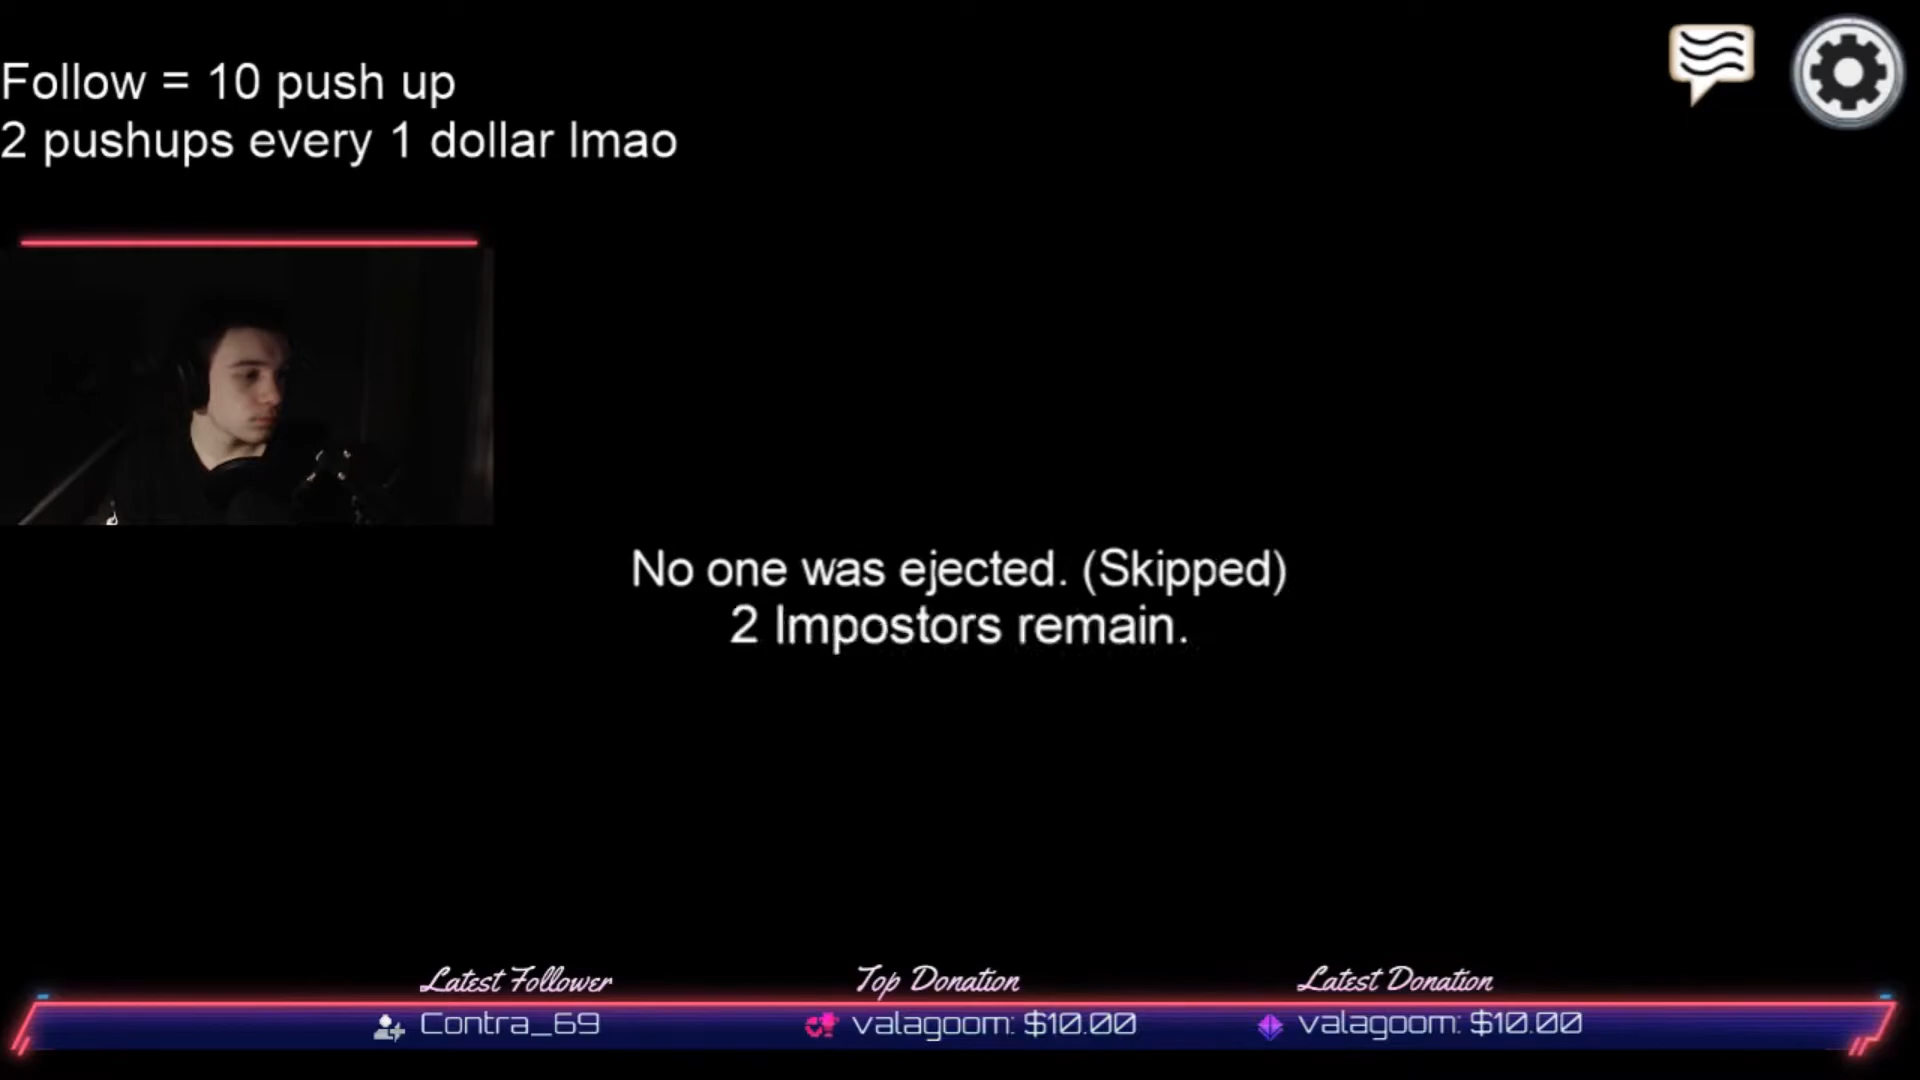 Follow = 10 push up
2 pushups every 1 dollar lmao
No one was ejected. (Skipped)
2 Impostors remain.
Latest Follower
Contra_69
Top Donation
valagoom: $10.00
Latest Donation
valagoom: $10.00